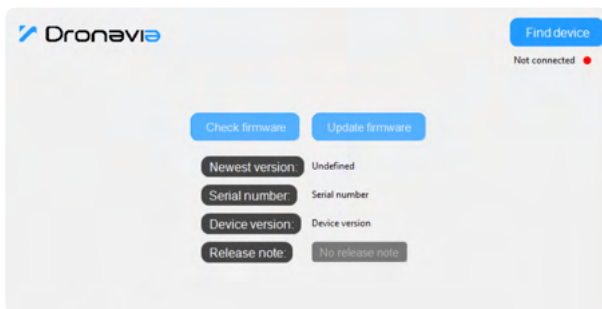 Dronavia
Find device
Not connected
Check firmware Update firmware
Newest version: Undefined
Serial number: Serial number
Device version: Device version
Release note: No release note